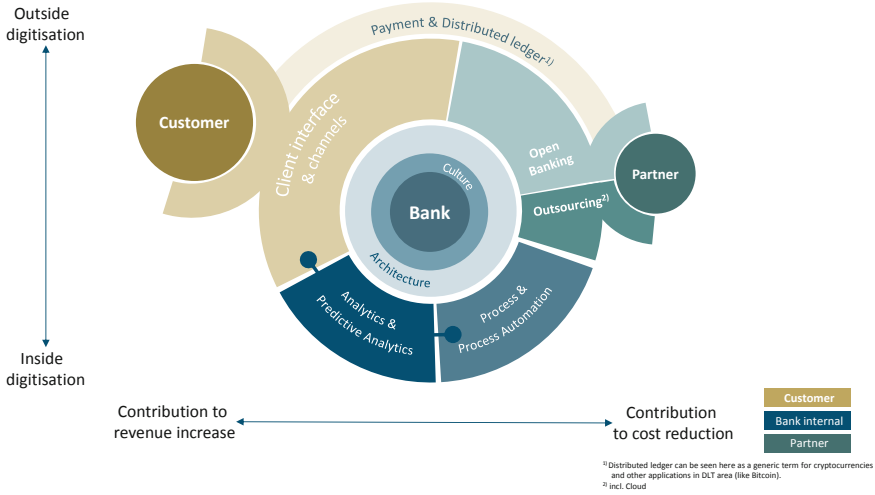 Outside
digitisation
Payment & Distributed ledger¹⁾
Customer
Client interface
& channels
Open
Banking
Partner
Culture
Bank
Outsourcing²⁾
Architecture
Analytics &
Predictive Analytics
Process &
Process Automation
Inside
digitisation
Contribution to
revenue increase
Contribution
to cost reduction
Customer
Bank internal
Partner
¹⁾ Distributed ledger can be seen here as a generic term for cryptocurrencies
and other applications in DLT area (like Bitcoin).
²⁾ incl. Cloud